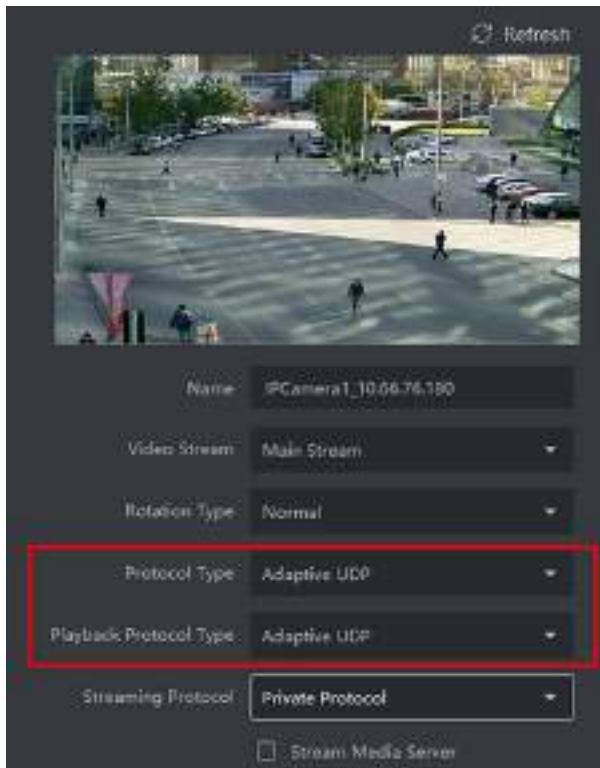 Refresh
Name IPCamera1_10.66.76.180
Video Stream Main Stream
Rotation Type Normal
Protocol Type Adaptive UDP
Playback Protocol Type Adaptive UDP
Streaming Protocol Private Protocol
Stream Media Server